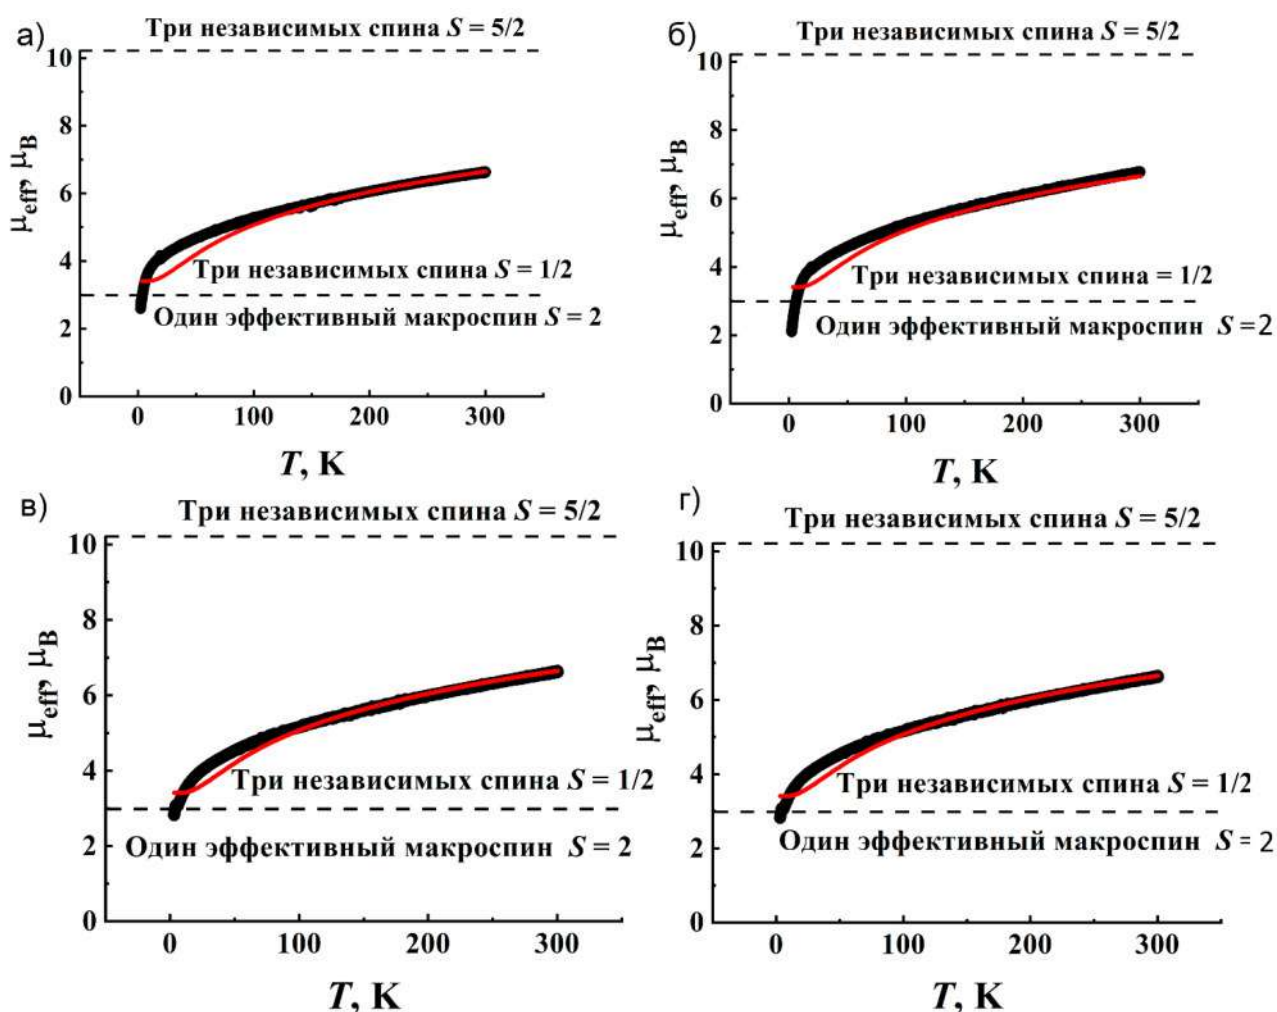 а)
Три независимых спина S = 5/2
10
8
6
4
2
0
μeff, μB
Три независимых спина S = 1/2
Один эффективный макроспин S = 2
0 100 200 300
T, K
б)
Три независимых спина S = 5/2
10
8
6
4
2
0
μeff, μB
Три независимых спина = 1/2
Один эффективный макроспин S = 2
0 100 200 300
T, K
в)
Три независимых спина S = 5/2
10
8
6
4
2
0
μeff, μB
Три независимых спина S = 1/2
Один эффективный макроспин S = 2
0 100 200 300
T, K
г)
Три независимых спина S = 5/2
10
8
6
4
2
0
μeff, μB
Три независимых спина S = 1/2
Один эффективный макроспин S = 2
0 100 200 300
T, K